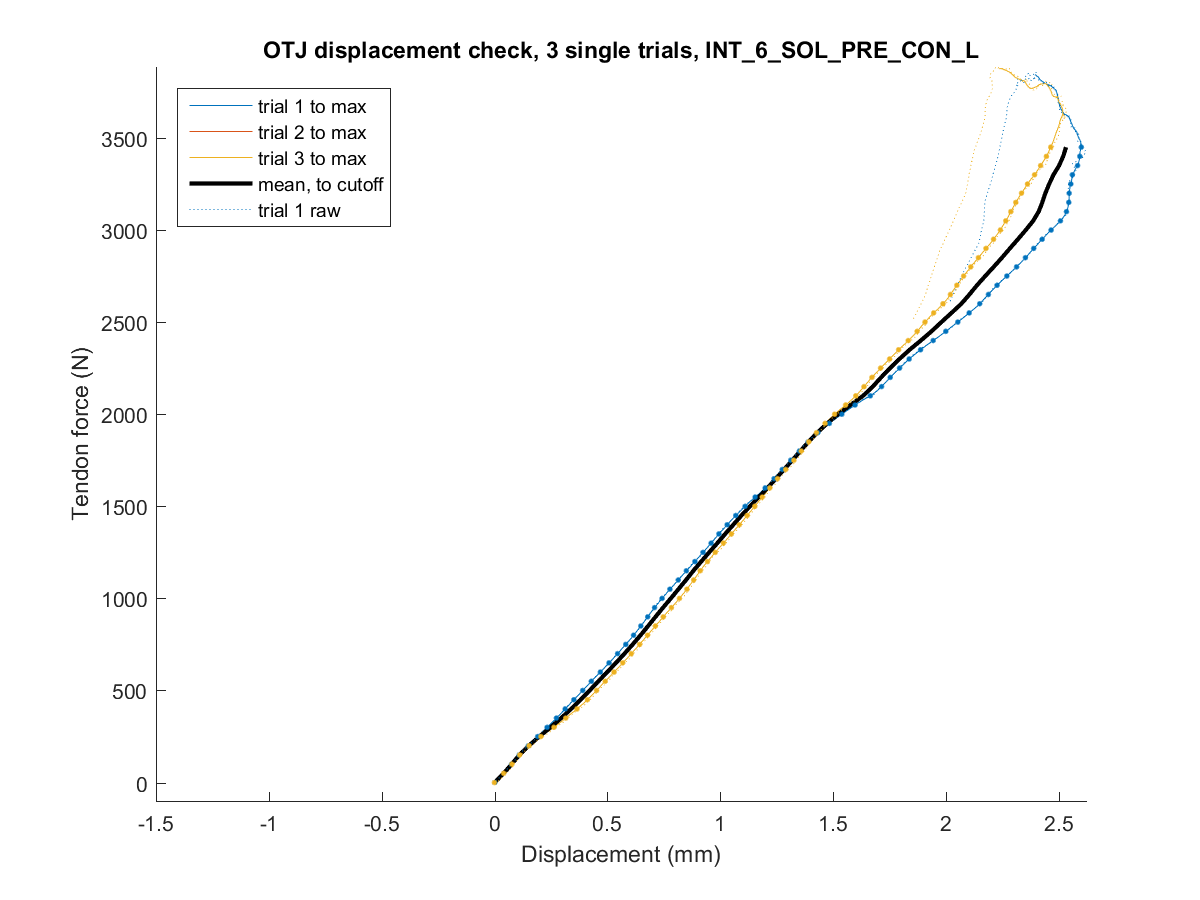 OTJ displacement check, 3 single trials, INT_6_SOL_PRE_CON_L
trial 1 to max
trial 2 to max
trial 3 to max
mean, to cutoff
trial 1 raw
3500
3000
2500
2000
1500
1000
500
0
Tendon force (N)
-1.5 -1 -0.5 0 0.5 1 1.5 2 2.5
Displacement (mm)